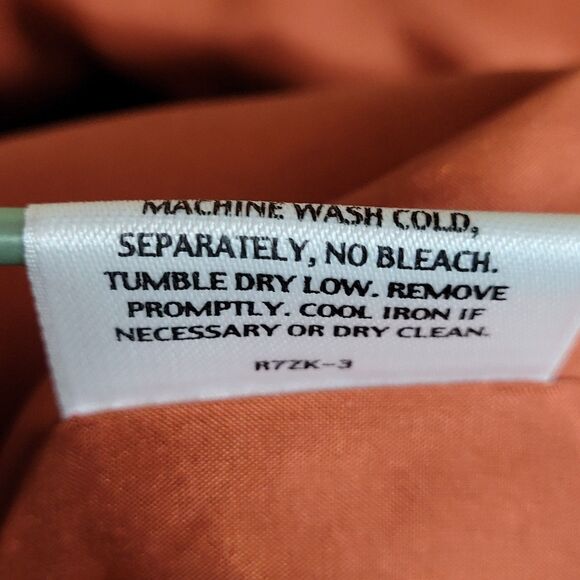 MACHINE WASH COLD,
SEPARATELY, NO BLEACH.
TUMBLE DRY LOW. REMOVE
PROMPTLY. COOL IRON IF
NECESSARY OR DRY CLEAN.
R7ZK-3